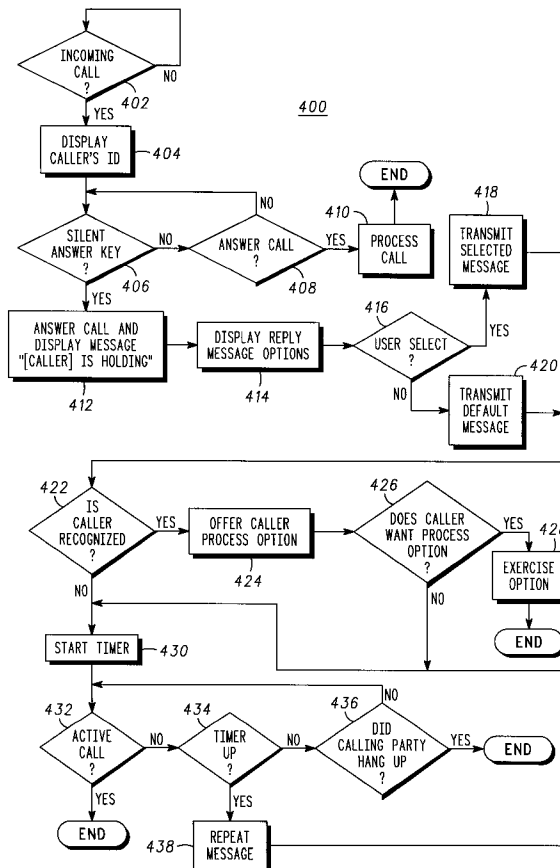 INCOMING
CALL
?
NO
402
YES
400
DISPLAY
CALLER'S ID
404
END
NO
410
418
SILENT
ANSWER KEY
?
NO
406
ANSWER CALL
?
YES
408
PROCESS
CALL
TRANSMIT
SELECTED
MESSAGE
YES
416
ANSWER CALL AND
DISPLAY MESSAGE
"[CALLER] IS HOLDING"
412
DISPLAY REPLY
MESSAGE OPTIONS
414
USER SELECT
?
YES
NO
420
TRANSMIT
DEFAULT
MESSAGE
422
IS
CALLER
RECOGNIZED
?
YES
OFFER CALLER
PROCESS OPTION
424
426
DOES CALLER
WANT PROCESS
OPTION
?
YES
EXERCISE
OPTION
NO
NO
END
START TIMER
430
NO
432
434
436
ACTIVE
CALL
?
NO
TIMER
UP
?
NO
DID
CALLING PARTY
HANG UP
?
YES
END
YES
YES
END
438
REPEAT
MESSAGE